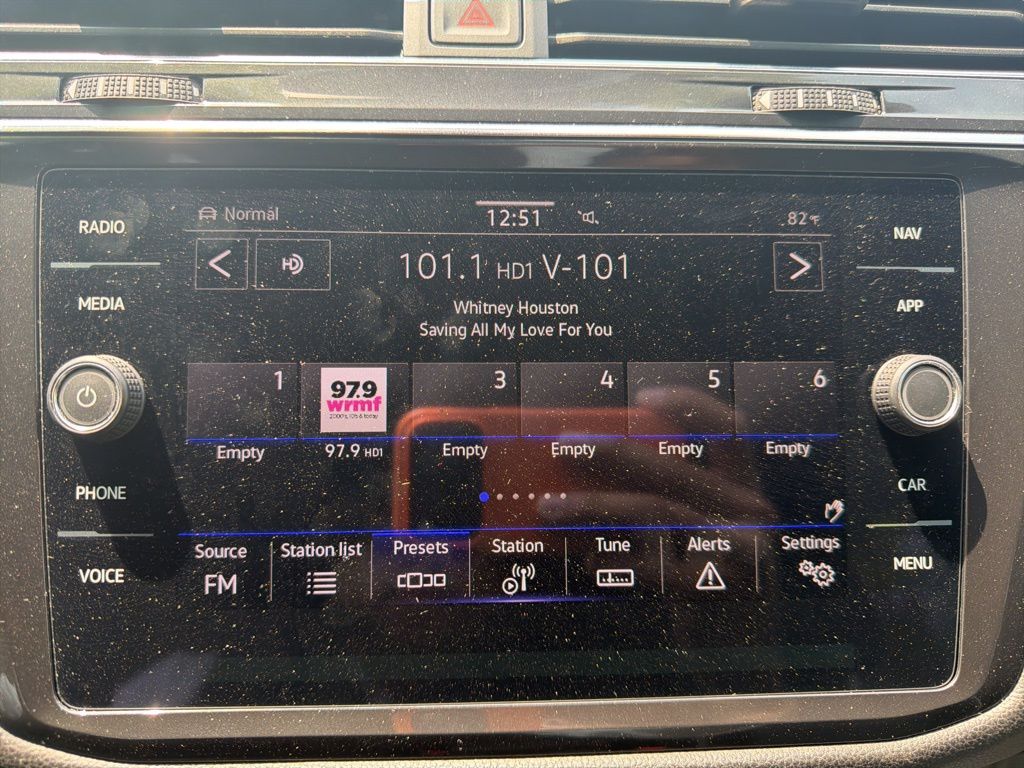 RADIO
MEDIA
PHONE
VOICE
Normal
12:51
82°F
HD
101.1 HD1 V-101
Whitney Houston
Saving All My Love For You
1
97.9
wrmf
3
4
5
6
Empty
97.9 HD1
Empty
Empty
Empty
Empty
Source
FM
Station list
Presets
Station
Tune
Alerts
Settings
NAV
APP
CAR
MENU